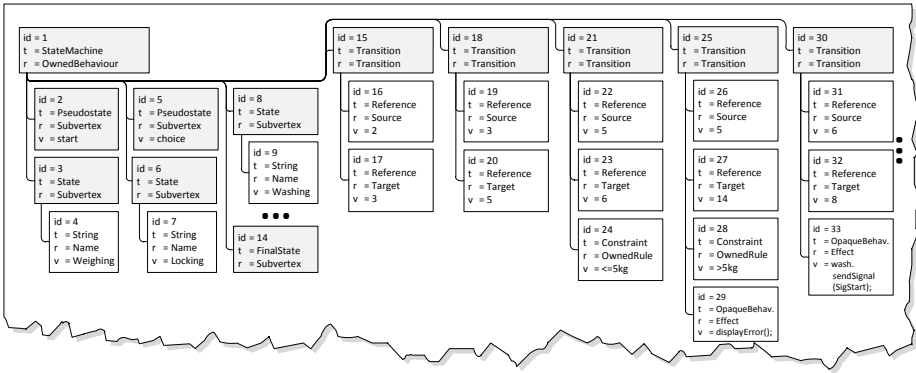 id = 1
t = StateMachine
r = OwnedBehaviour
id = 2
t = Pseudostate
r = Subvertex
v = start
id = 3
t = State
r = Subvertex
id = 4
t = String
r = Name
v = Weighing
id = 5
t = Pseudostate
r = Subvertex
v = choice
id = 6
t = State
r = Subvertex
id = 7
t = String
r = Name
v = Locking
id = 8
t = State
r = Subvertex
id = 9
t = String
r = Name
v = Washing
id = 14
t = FinalState
r = Subvertex
id = 15
t = Transition
r = Transition
id = 16
t = Reference
r = Source
v = 2
id = 17
t = Reference
r = Target
v = 3
id = 18
t = Transition
r = Transition
id = 19
t = Reference
r = Source
v = 3
id = 20
t = Reference
r = Target
v = 5
id = 21
t = Transition
r = Transition
id = 22
t = Reference
r = Source
v = 5
id = 23
t = Reference
r = Target
v = 6
id = 24
t = Constraint
r = OwnedRule
v = <=5kg
id = 25
t = Transition
r = Transition
id = 26
t = Reference
r = Source
v = 5
id = 27
t = Reference
r = Target
v = 14
id = 28
t = Constraint
r = OwnedRule
v = >5kg
id = 29
t = OpaqueBehav.
r = Effect
v = displayError();
id = 30
t = Transition
r = Transition
id = 31
t = Reference
r = Source
v = 6
id = 32
t = Reference
r = Target
v = 8
id = 33
t = OpaqueBehav.
r = Effect
v = wash.
sendSignal
(SigStart);